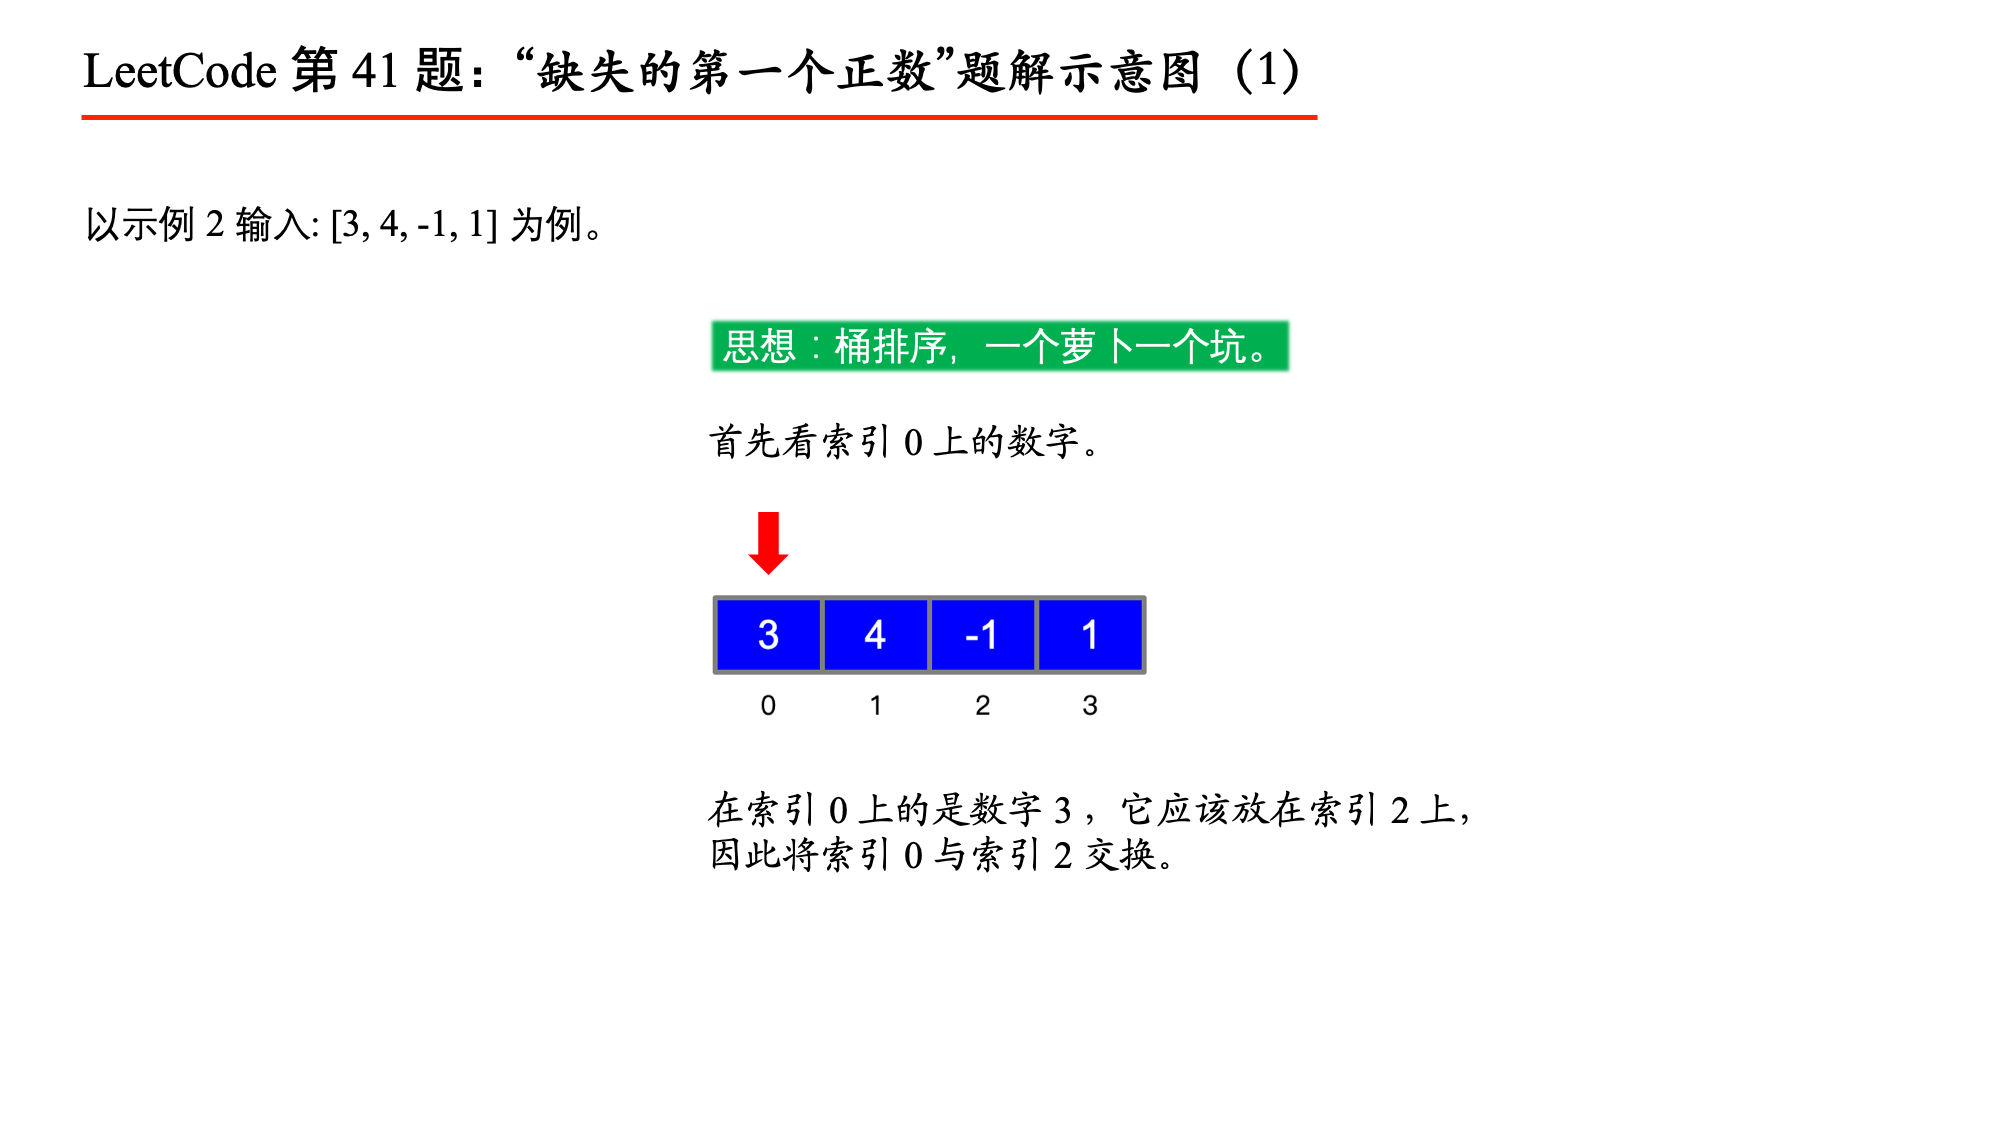 LeetCode 第 41 题：“缺失的第一个正数”题解示意图（1）
以示例 2 输入: [3, 4, -1, 1] 为例。
思想：桶排序，一个萝卜一个坑。
首先看索引 0 上的数字。
3 4 -1 1
0 1 2 3
在索引 0 上的是数字 3 ，它应该放在索引 2 上，
因此将索引 0 与索引 2 交换。